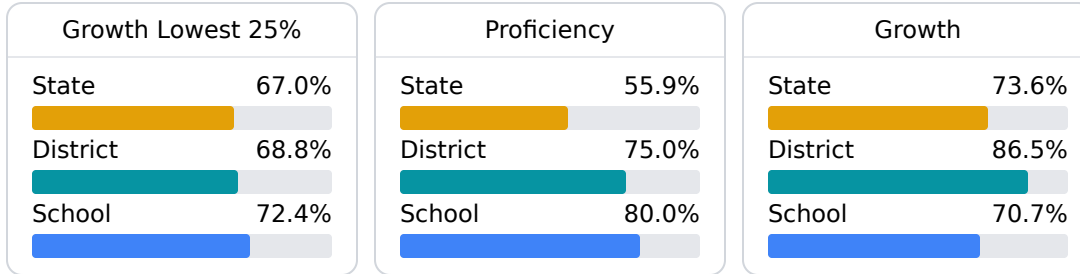 Growth Lowest 25%
State 67.0%
District 68.8%
School 72.4%
Proficiency
State 55.9%
District 75.0%
School 80.0%
Growth
State 73.6%
District 86.5%
School 70.7%